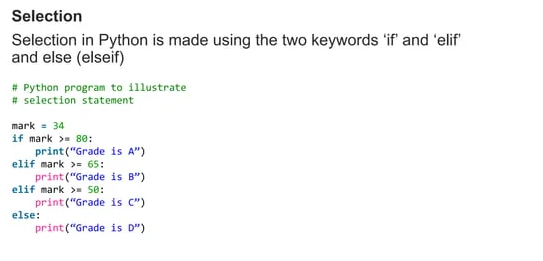 Selection
Selection in Python is made using the two keywords ‘if’ and ‘elif’
and else (elseif)
# Python program to illustrate
# selection statement
mark = 34
if mark >= 80:
    print(“Grade is A”)
elif mark >= 65:
    print(“Grade is B”)
elif mark >= 50:
    print(“Grade is C”)
else:
    print(“Grade is D”)